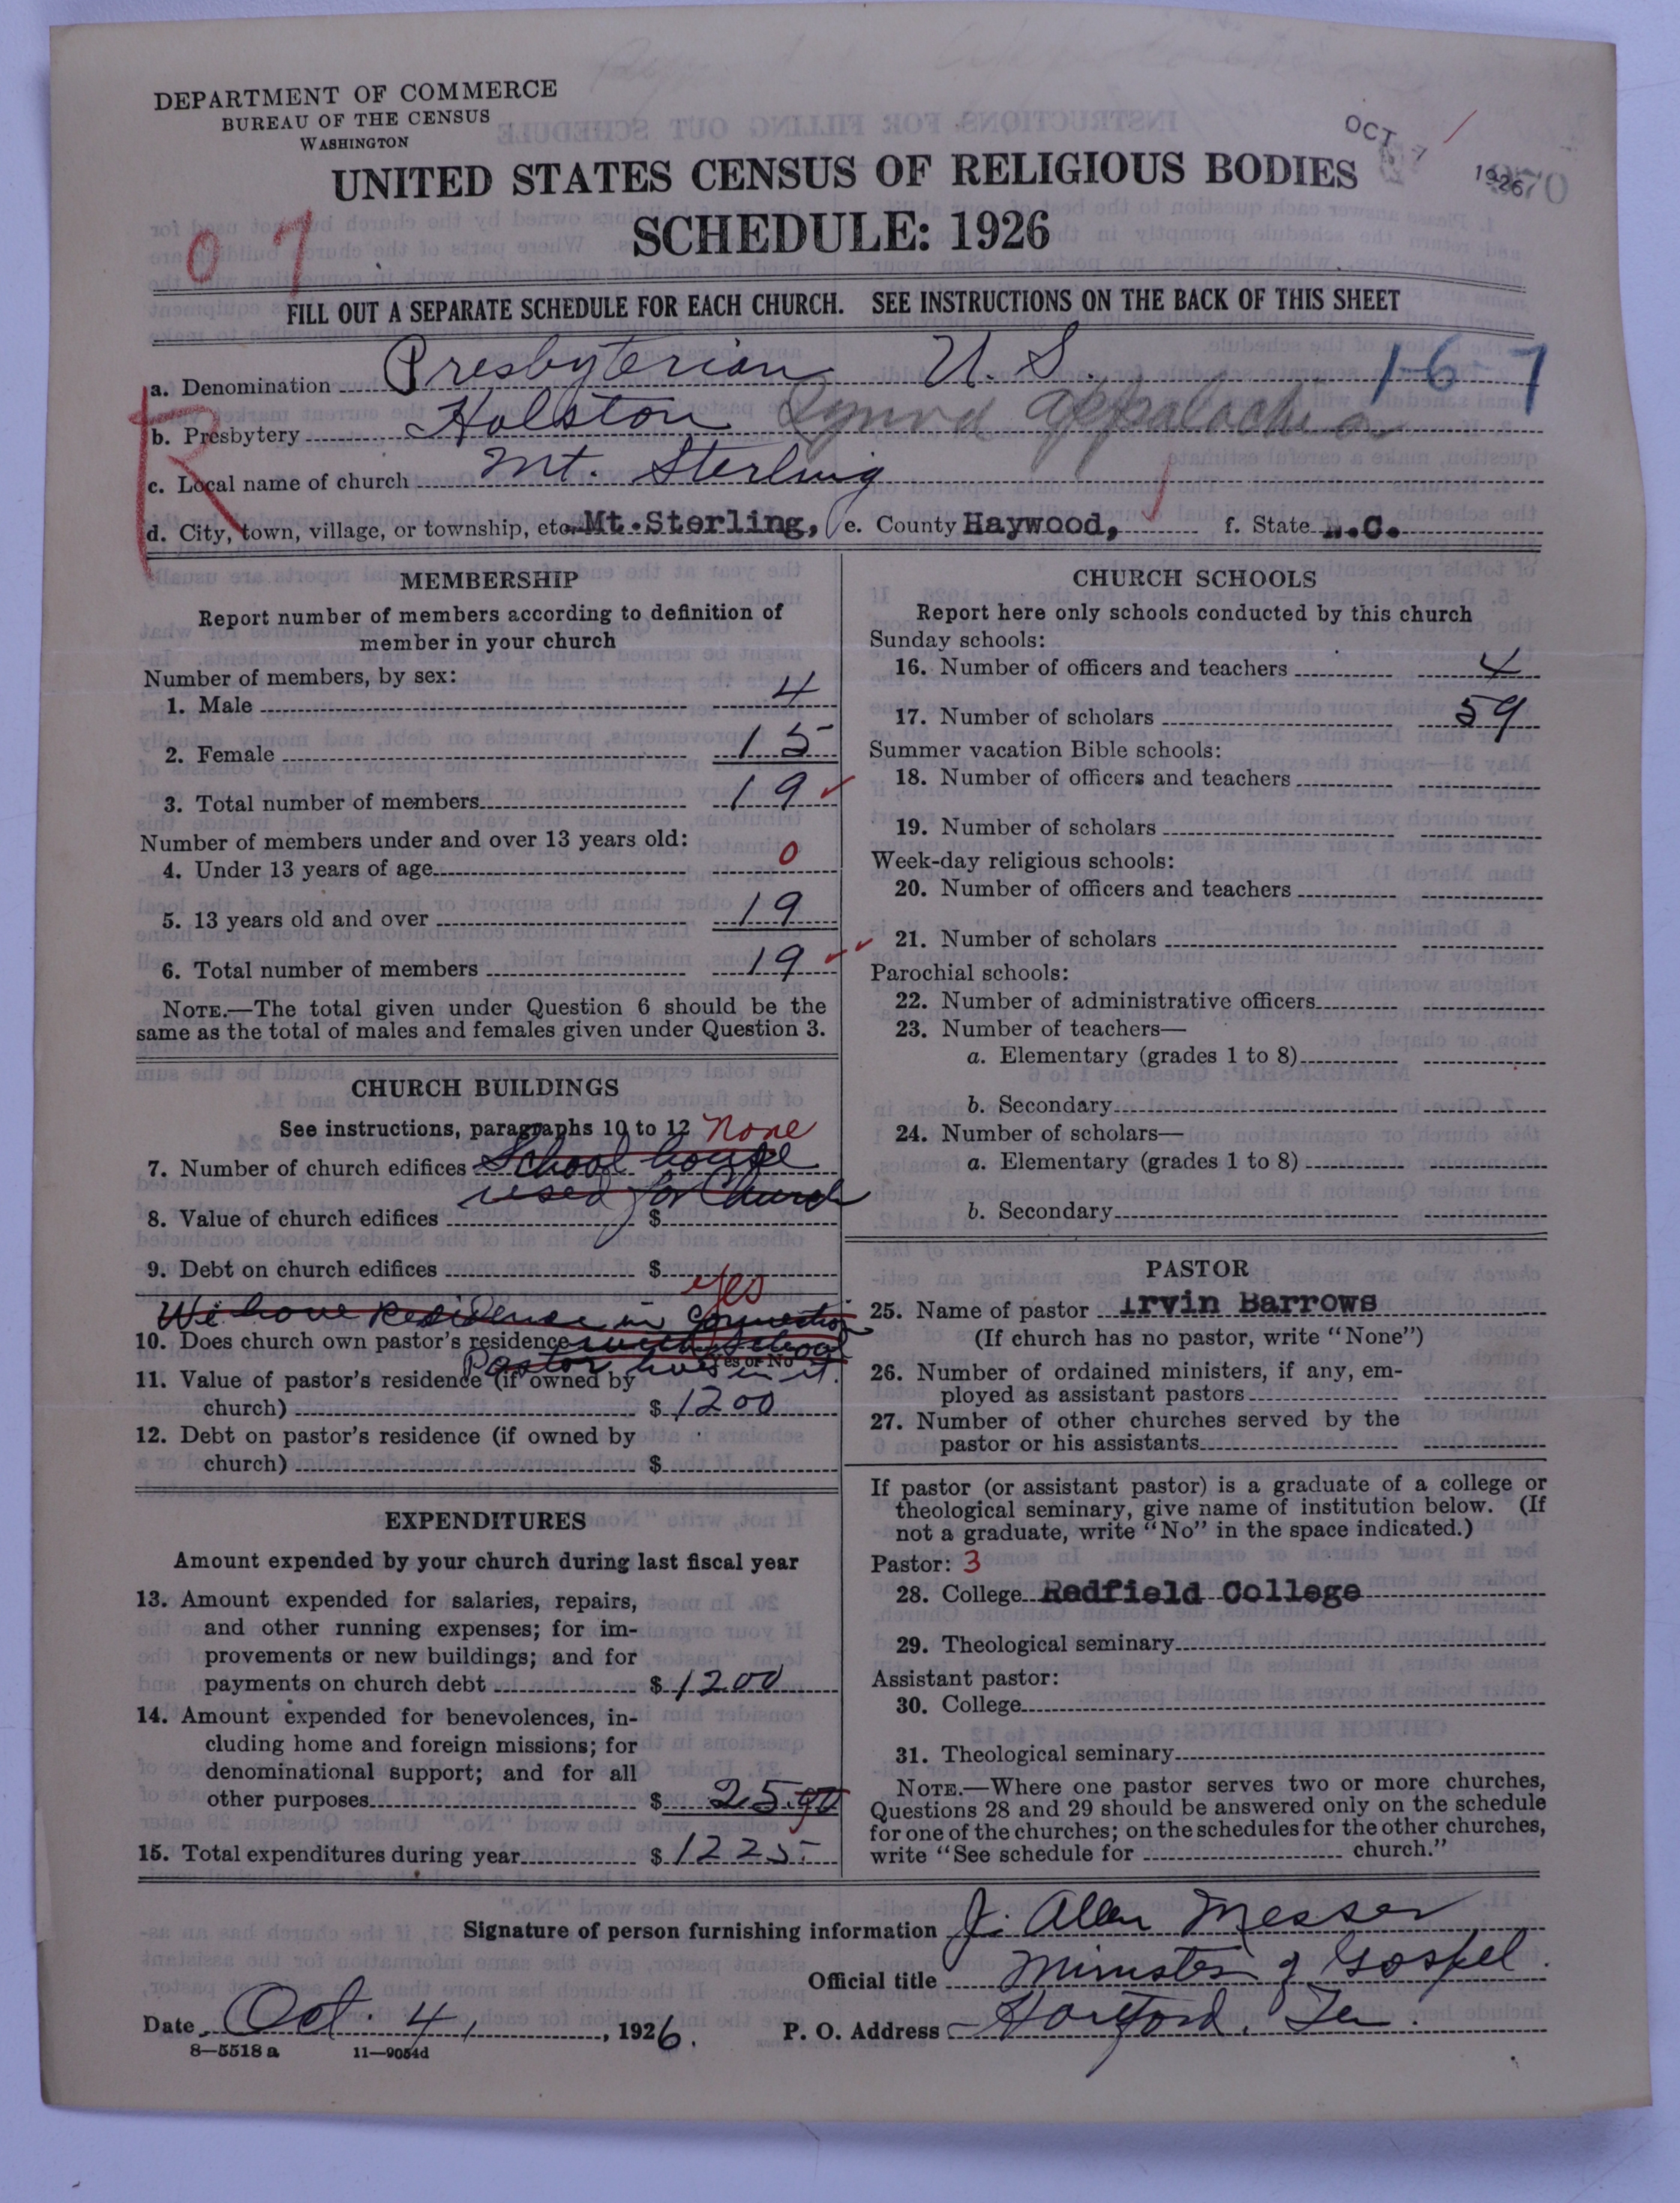 DEPARTMENT OF COMMERCE
BUREAU OF THE CENSUS
WASHINGTON
OCT 7 1926
UNITED STATES CENSUS OF RELIGIOUS BODIES
SCHEDULE: 1926
07
FILL OUT A SEPARATE SCHEDULE FOR EACH CHURCH. SEE INSTRUCTIONS ON THE BACK OF THIS SHEET
a. Denomination Presbyterian U. S. 167
b. Presbytery Holston Synod Appalachia
c. Local name of church Mt. Sterling
R
d. City, town, village, or township, etc. Mt. Sterling, e. County Haywood, f. State N.C.
MEMBERSHIP
Report number of members according to definition of
member in your church
Number of members, by sex:
1. Male 4
2. Female 15
3. Total number of members 19
Number of members under and over 13 years old:
4. Under 13 years of age 0
5. 13 years old and over 19
6. Total number of members 19
NOTE.—The total given under Question 6 should be the
same as the total of males and females given under Question 3.
CHURCH BUILDINGS
See instructions, paragraphs 10 to 12 None
7. Number of church edifices School house
used for Church
8. Value of church edifices $
9. Debt on church edifices $
Yes
We have Residence in Connection
10. Does church own pastor's residence with School
Yes or No
Pastor lives in it.
11. Value of pastor's residence (if owned by
church) $ 1200
12. Debt on pastor's residence (if owned by
church) $
EXPENDITURES
Amount expended by your church during last fiscal year
13. Amount expended for salaries, repairs,
and other running expenses; for im-
provements or new buildings; and for
payments on church debt $ 1200
14. Amount expended for benevolences, in-
cluding home and foreign missions; for
denominational support; and for all
other purposes $ 25.00
15. Total expenditures during year $ 1225
CHURCH SCHOOLS
Report here only schools conducted by this church
Sunday schools:
16. Number of officers and teachers 4
17. Number of scholars 59
Summer vacation Bible schools:
18. Number of officers and teachers
19. Number of scholars
Week-day religious schools:
20. Number of officers and teachers
21. Number of scholars
Parochial schools:
22. Number of administrative officers
23. Number of teachers—
a. Elementary (grades 1 to 8)
b. Secondary
24. Number of scholars—
a. Elementary (grades 1 to 8)
b. Secondary
PASTOR
25. Name of pastor Irvin Barrows
(If church has no pastor, write "None")
26. Number of ordained ministers, if any, em-
ployed as assistant pastors
27. Number of other churches served by the
pastor or his assistants
If pastor (or assistant pastor) is a graduate of a college or
theological seminary, give name of institution below. (If
not a graduate, write "No" in the space indicated.)
Pastor: 3
28. College Redfield College
29. Theological seminary
Assistant pastor:
30. College
31. Theological seminary
NOTE.—Where one pastor serves two or more churches,
Questions 28 and 29 should be answered only on the schedule
for one of the churches; on the schedules for the other churches,
write "See schedule for church."
Signature of person furnishing information J. Allen Messer
Official title Minister of Gospel.
Date Oct. 4, 1926. P. O. Address Hartford, Ten.
8—5518 a 11—9054d